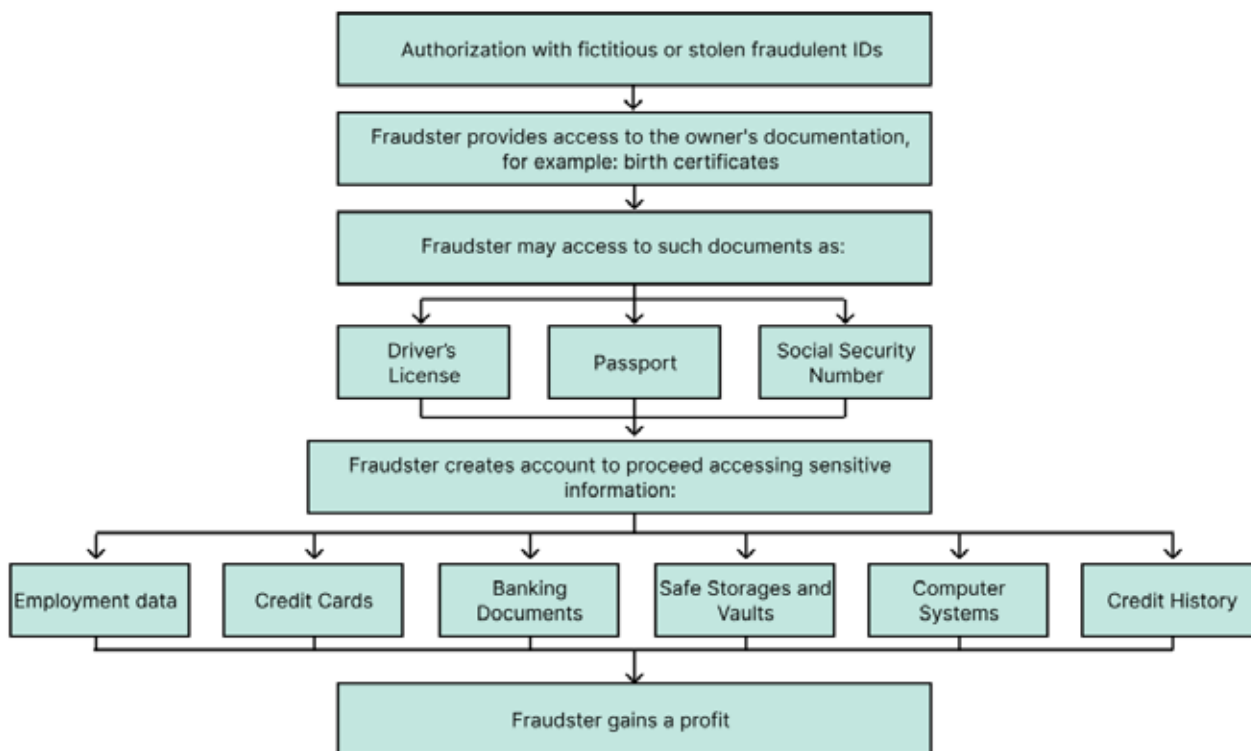 Authorization with fictitious or stolen fraudulent IDs
Fraudster provides access to the owner's documentation,
for example: birth certificates
Fraudster may access to such documents as:
Driver's
License
Passport
Social Security
Number
Fraudster creates account to proceed accessing sensitive
information:
Employment data
Credit Cards
Banking
Documents
Safe Storages and
Vaults
Computer
Systems
Credit History
Fraudster gains a profit